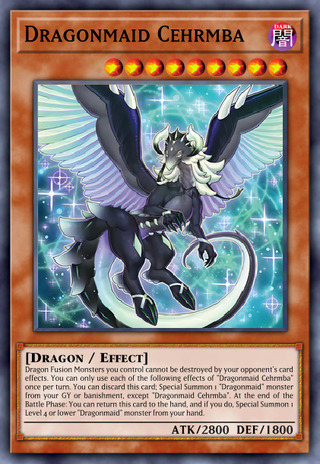 DRAGONMAID CEHRMBA
DARK
闇
[DRAGON / EFFECT]
Dragon Fusion Monsters you control cannot be destroyed by your opponent's card
effects. You can only use each of the following effects of "Dragonmaid Cehrmba"
once per turn. You can discard this card; Special Summon 1 "Dragonmaid" monster
from your GY or banishment, except "Dragonmaid Cehrmba". At the end of the
Battle Phase: You can return this card to the hand, and if you do, Special Summon 1
Level 4 or lower "Dragonmaid" monster from your hand.
ATK/2800 DEF/1800